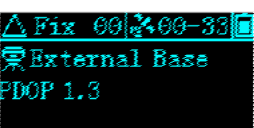 Fix 00 00-33
External Base
PDOP 1.3